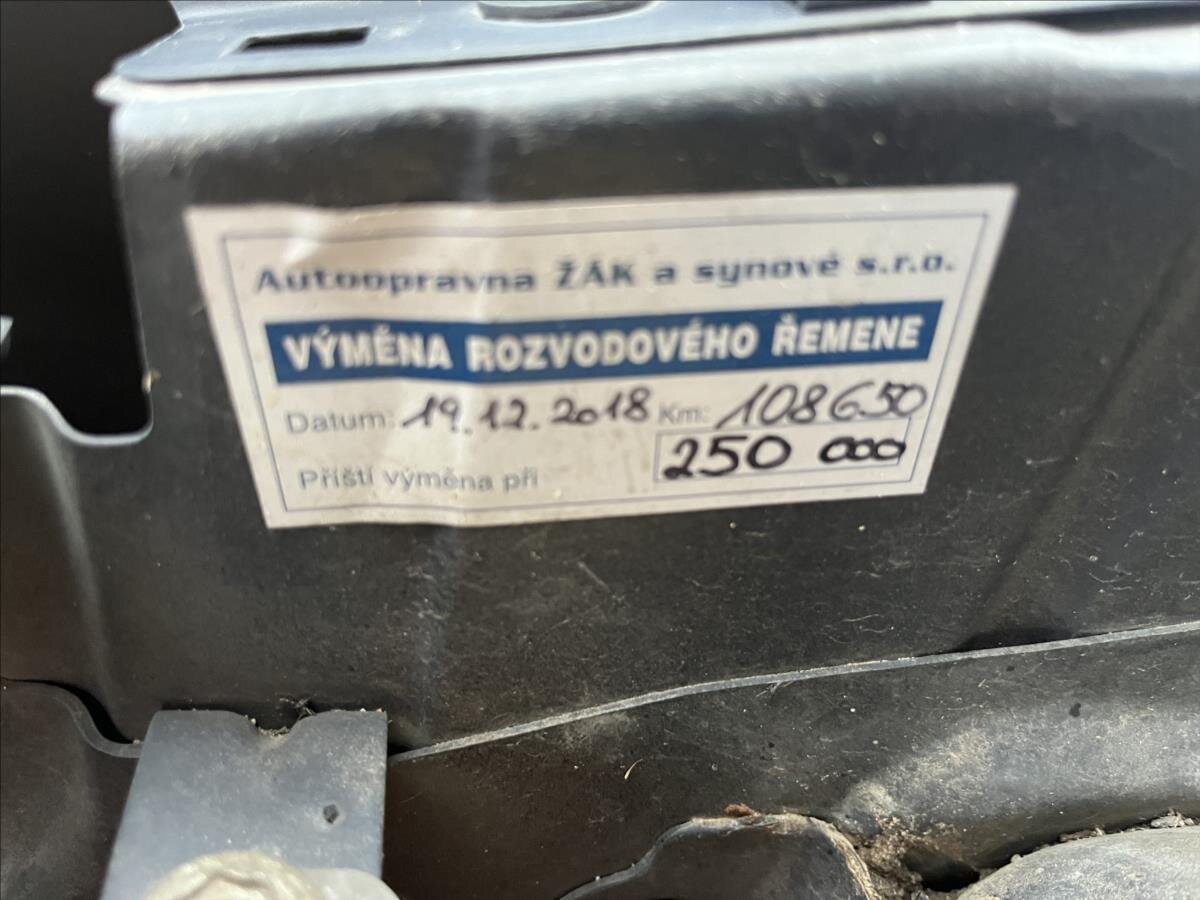 Autoopravna ŽÁK a synové s.r.o.
VÝMĚNA ROZVODOVÉHO ŘEMENE
Datum: 19.12.2018 Km: 108650
Příští výměna při 250 000